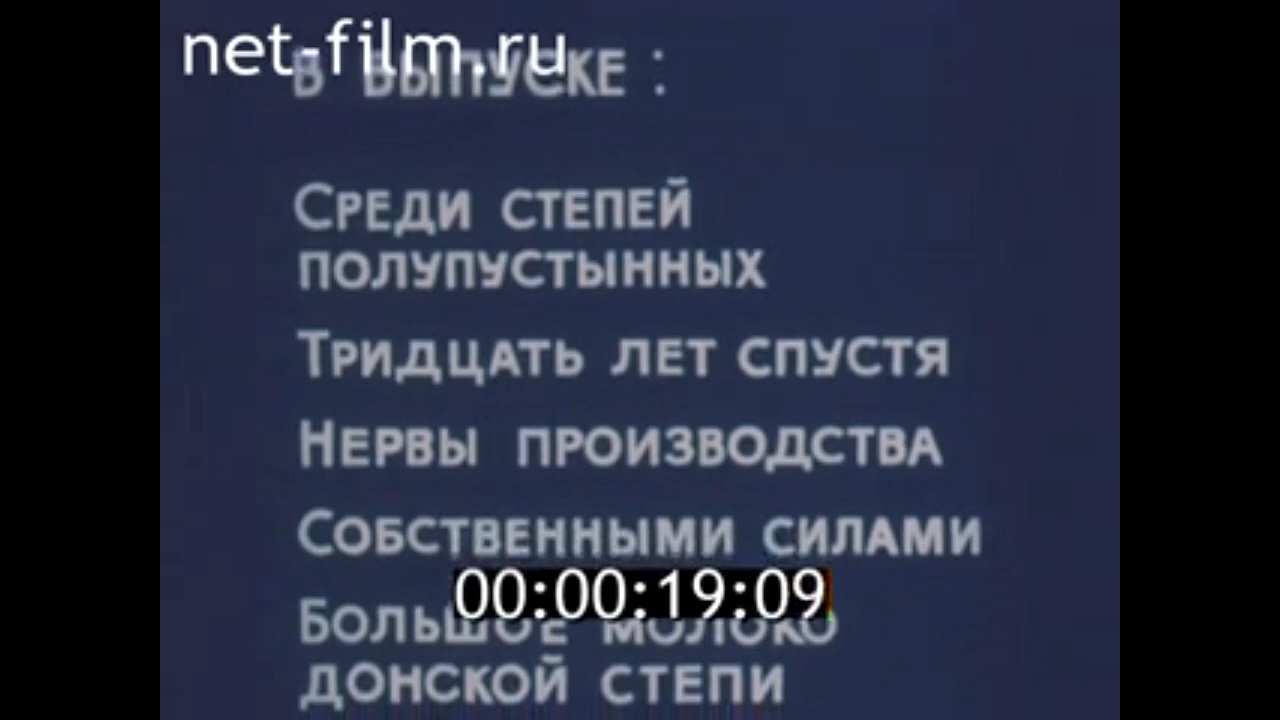 net-film.ru
В ВЫПУСКЕ :
СРЕДИ СТЕПЕЙ
ПОЛУПУСТЫННЫХ
ТРИДЦАТЬ ЛЕТ СПУСТЯ
НЕРВЫ ПРОИЗВОДСТВА
СОБСТВЕННЫМИ СИЛАМИ
00:00:19:09
БОЛЬШОЕ МОЛОКО
ДОНСКОЙ СТЕПИ